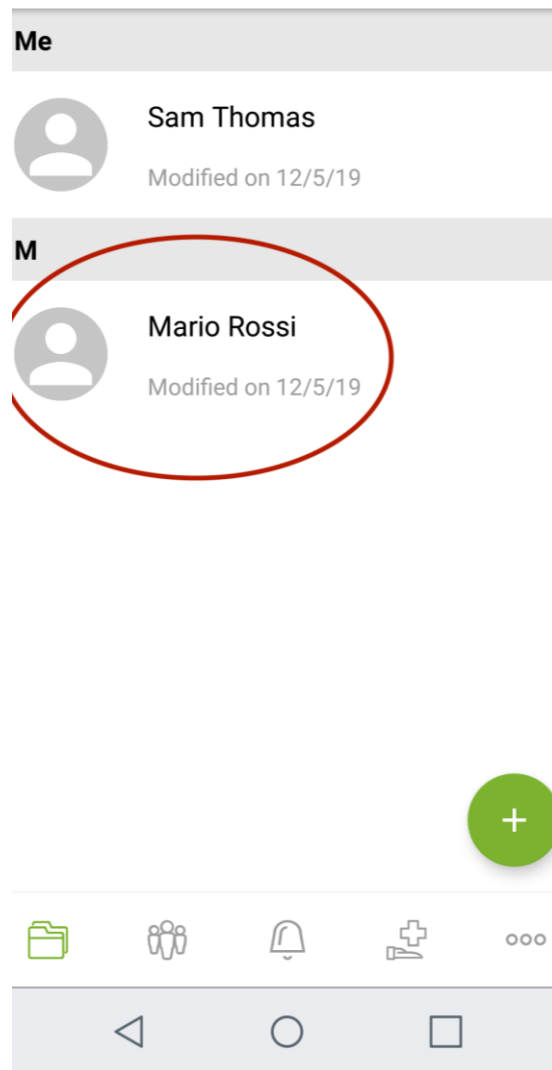 Me
Sam Thomas
Modified on 12/5/19
M
Mario Rossi
Modified on 12/5/19